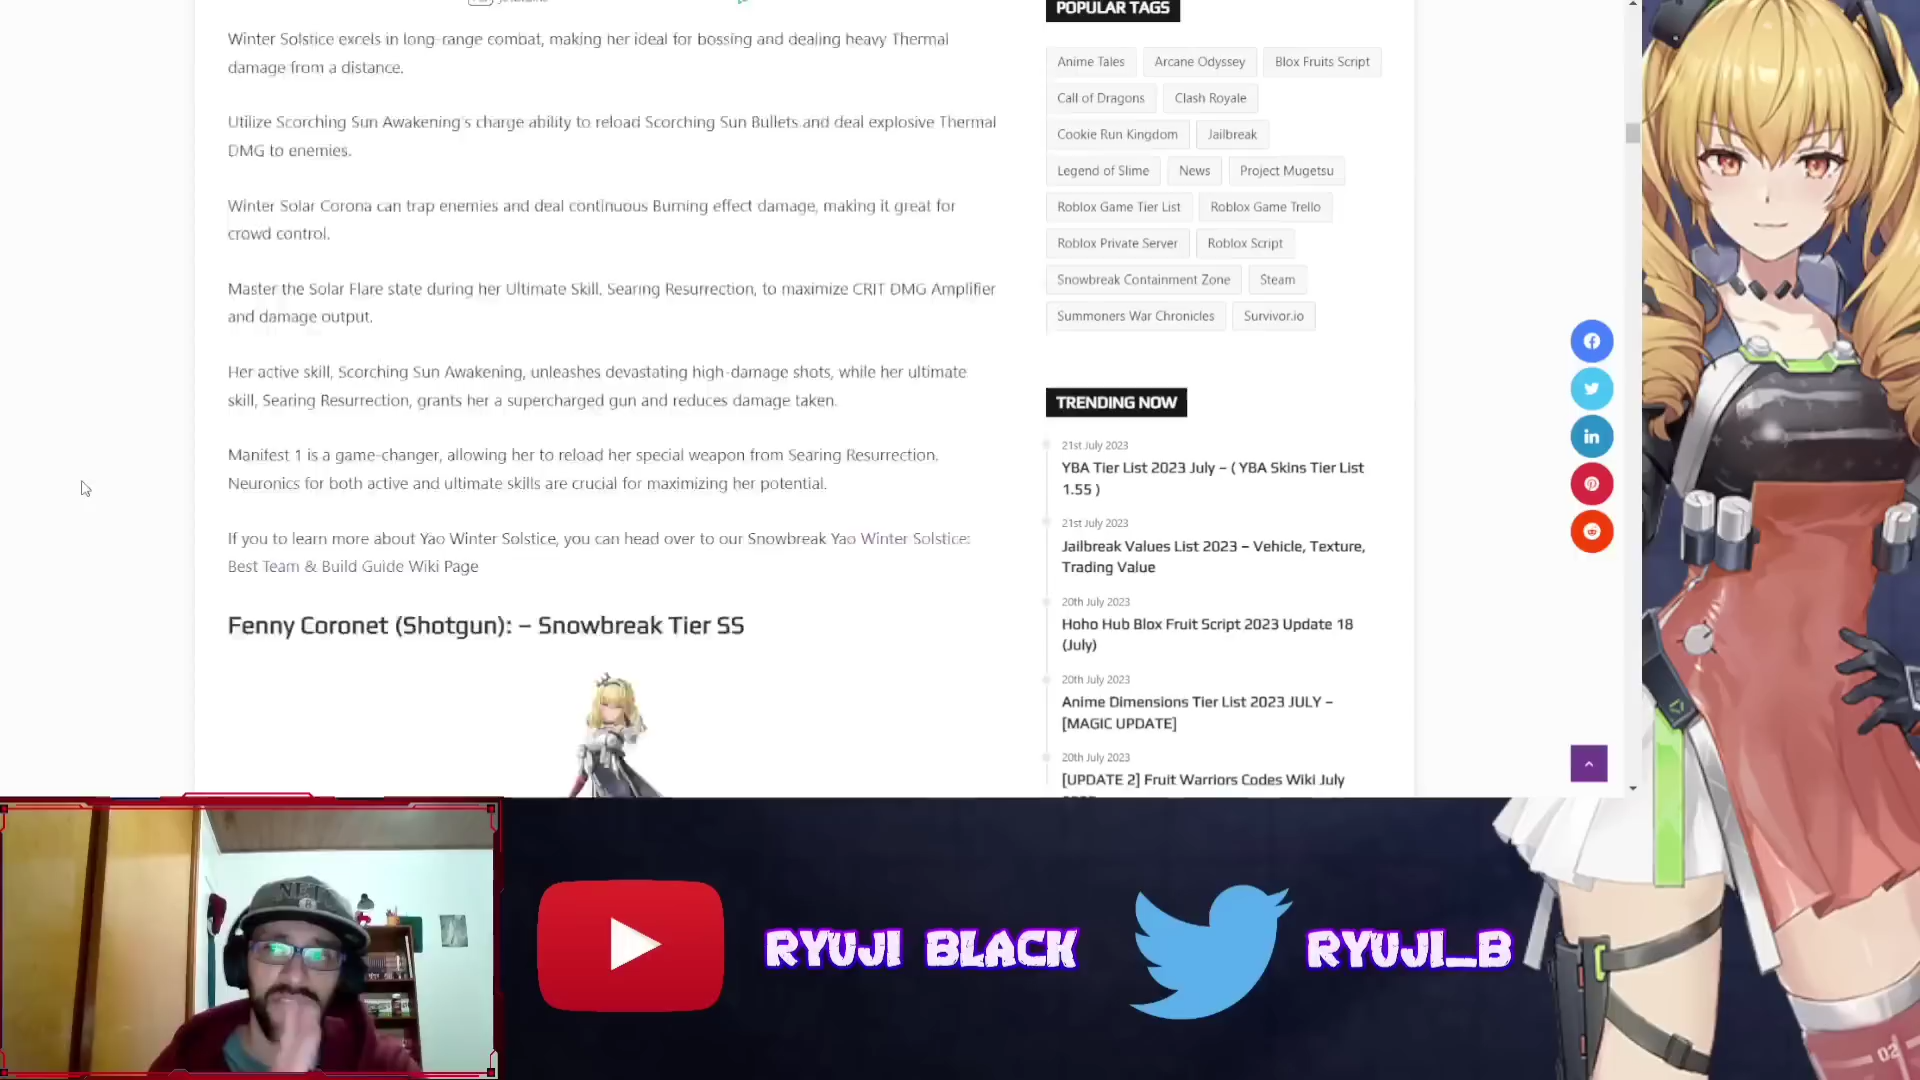 Winter Solstice excels in long-range combat, making her ideal for bossing and dealing heavy Thermal
damage from a distance.
Utilize Scorching Sun Awakening's charge ability to reload Scorching Sun Bullets and deal explosive Thermal
DMG to enemies.
Winter Solar Corona can trap enemies and deal continuous Burning effect damage, making it great for
crowd control.
Master the Solar Flare state during her Ultimate Skill, Searing Resurrection, to maximize CRIT DMG Amplifier
and damage output.
Her active skill, Scorching Sun Awakening, unleashes devastating high-damage shots, while her ultimate
skill, Searing Resurrection, grants her a supercharged gun and reduces damage taken.
Manifest 1 is a game-changer, allowing her to reload her special weapon from Searing Resurrection.
Neuronics for both active and ultimate skills are crucial for maximizing her potential.
If you to learn more about Yao Winter Solstice, you can head over to our Snowbreak Yao Winter Solstice:
Best Team & Build Guide Wiki Page
Fenny Coronet (Shotgun): – Snowbreak Tier SS
POPULAR TAGS
Anime Tales Arcane Odyssey Blox Fruits Script
Call of Dragons Clash Royale
Cookie Run Kingdom Jailbreak
Legend of Slime News Project Mugetsu
Roblox Game Tier List Roblox Game Trello
Roblox Private Server Roblox Script
Snowbreak Containment Zone Steam
Summoners War Chronicles Survivor.io
TRENDING NOW
21st July 2023
YBA Tier List 2023 July – ( YBA Skins Tier List
1.55 )
21st July 2023
Jailbreak Values List 2023 – Vehicle, Texture,
Trading Value
20th July 2023
Hoho Hub Blox Fruit Script 2023 Update 18
(July)
20th July 2023
Anime Dimensions Tier List 2023 JULY –
[MAGIC UPDATE]
20th July 2023
[UPDATE 2] Fruit Warriors Codes Wiki July
RYUJI BLACK
RYUJI_B
02